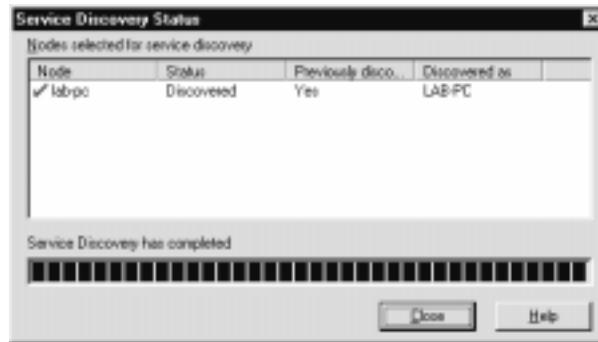 Service Discovery Status
Nodes selected for service discovery
Node Status Previously disco... Discovered as
lab-pc Discovered Yes LAB-PC
Service Discovery has completed
Close Help